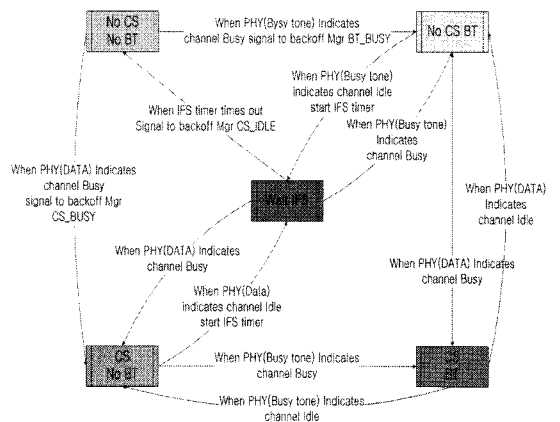 No CS
No BT
When PHY(Bysy tone) Indicates
channel Busy signal to backoff Mgr BT_BUSY
No CS BT
When PHY(Busy tone)
indicates channel Idle
start IFS timer
When IFS timer times out
Signal to backoff Mgr CS_IDLE
When PHY(Busy tone)
Indicates
channel Busy
When PHY(DATA) Indicates
channel Busy
signal to backoff Mgr
CS_BUSY
Wait IFS
When PHY(DATA)
Indicates
channel Idle
When PHY(DATA) Indicates
channel Busy
When PHY(DATA) Indicates
channel Busy
When PHY(Data)
indicates channel Idle
start IFS timer
CS
No BT
When PHY(Busy tone) Indicates
channel Busy
CS
BT
When PHY(Busy tone) Indicates
channel Idle